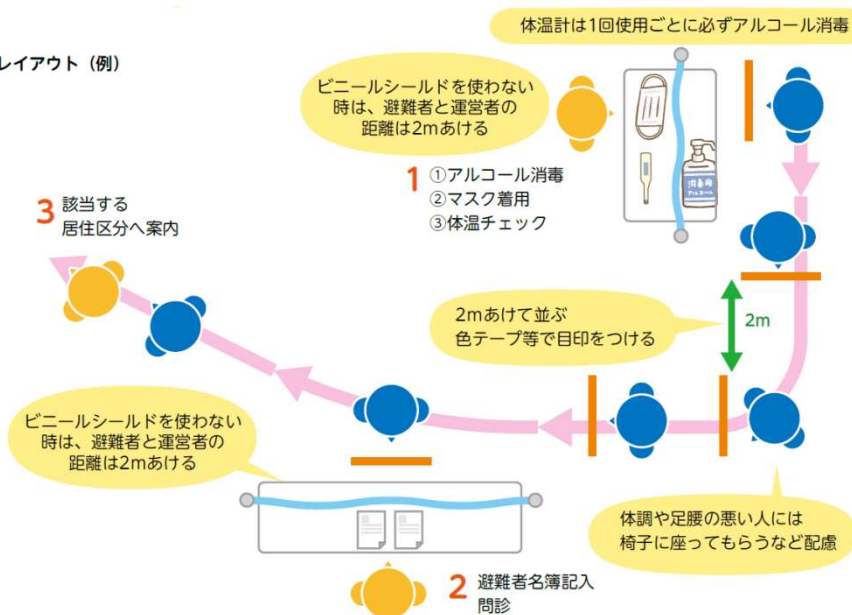 レイアウト（例）
体温計は1回使用ごとに必ずアルコール消毒
ビニールシールドを使わない
時は、避難者と運営者の
距離は2mあける
1
①アルコール消毒
②マスク着用
③体温チェック
消毒用
アルコール
3 該当する
居住区分へ案内
2mあけて並ぶ
色テープ等で目印をつける
2m
ビニールシールドを使わない
時は、避難者と運営者の
距離は2mあける
体調や足腰の悪い人には
椅子に座ってもらうなど配慮
2 避難者名簿記入
問診